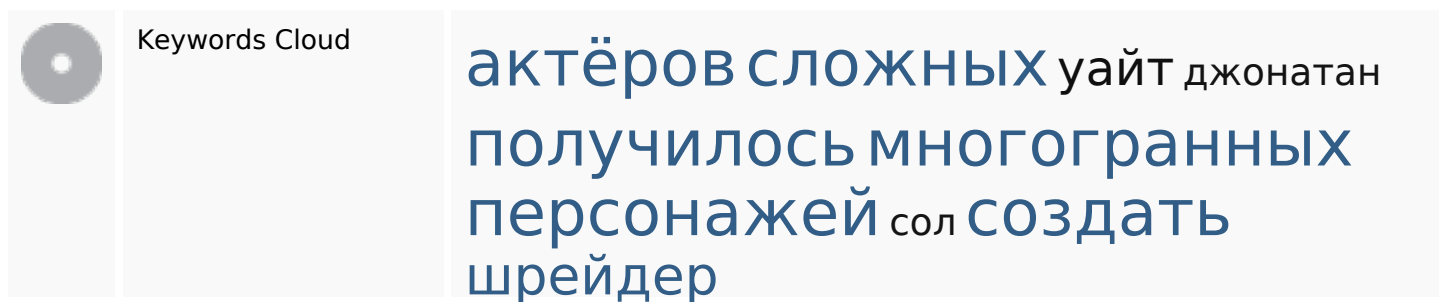 Keywords Cloud
актёров сложных уайт джонатан
получилось многогранных
персонажей сол создать
шрейдер